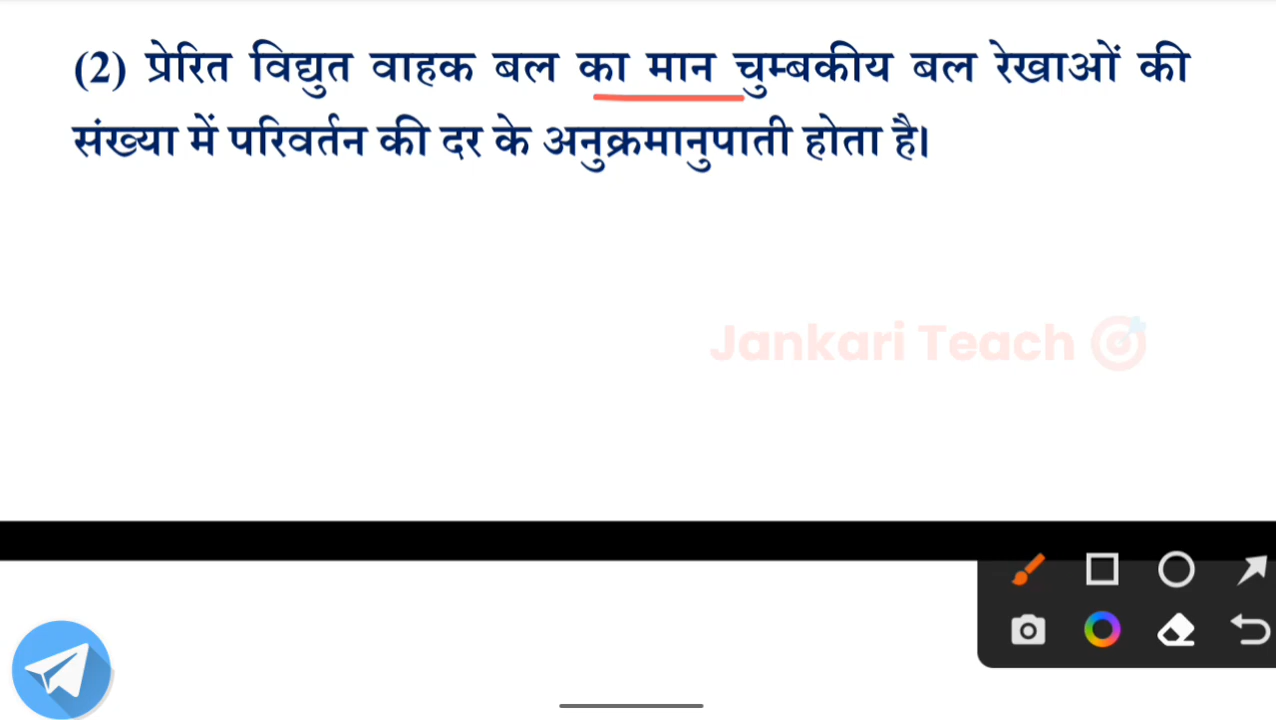 (2) प्रेरित विद्युत वाहक बल का मान चुम्बकीय बल रेखाओं की
संख्या में परिवर्तन की दर के अनुक्रमानुपाती होता है।
Jankari Teach